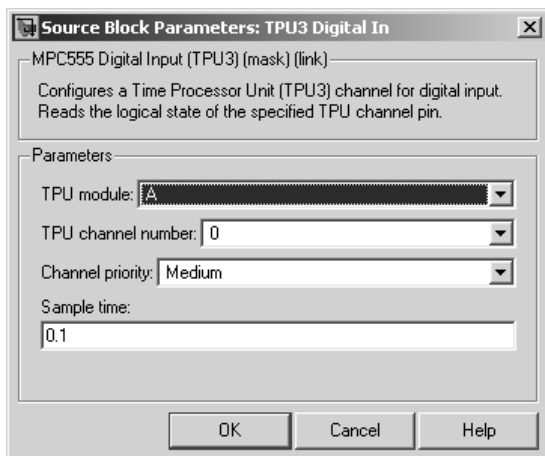 Source Block Parameters: TPU3 Digital In
MPC555 Digital Input (TPU3) (mask) (link)
Configures a Time Processor Unit (TPU3) channel for digital input.
Reads the logical state of the specified TPU channel pin.
Parameters
TPU module: A
TPU channel number: 0
Channel priority: Medium
Sample time:
0.1
OK Cancel Help